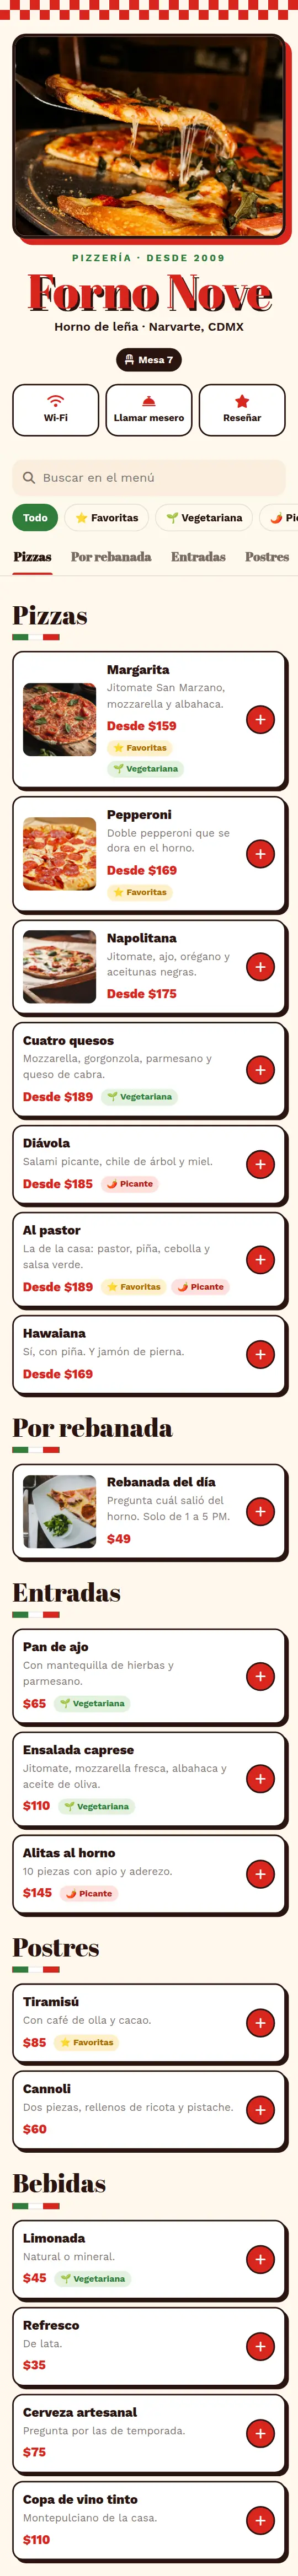 PIZZERÍA · DESDE 2009
Forno Nove
Horno de leña · Narvarte, CDMX
Mesa 7
Wi-Fi
Llamar mesero
Reseñar
Buscar en el menú
Todo
⭐ Favoritas
🌱 Vegetariana
🌶️
Pizzas
Por rebanada
Entradas
Postres
Pizzas
Margarita
Jitomate San Marzano,
mozzarella y albahaca.
Desde $159
⭐ Favoritas
🌱 Vegetariana
Pepperoni
Doble pepperoni que se
dora en el horno.
Desde $169
⭐ Favoritas
Napolitana
Jitomate, ajo, orégano y
aceitunas negras.
Desde $175
Cuatro quesos
Mozzarella, gorgonzola, parmesano y
queso de cabra.
Desde $189 🌱 Vegetariana
Diávola
Salami picante, chile de árbol y miel.
Desde $185 🌶️ Picante
Al pastor
La de la casa: pastor, piña, cebolla y
salsa verde.
Desde $189 ⭐ Favoritas 🌶️ Picante
Hawaiana
Sí, con piña. Y jamón de pierna.
Desde $169
Por rebanada
Rebanada del día
Pregunta cuál salió del
horno. Solo de 1 a 5 PM.
$49
Entradas
Pan de ajo
Con mantequilla de hierbas y
parmesano.
$65 🌱 Vegetariana
Ensalada caprese
Jitomate, mozzarella fresca, albahaca y
aceite de oliva.
$110 🌱 Vegetariana
Alitas al horno
10 piezas con apio y aderezo.
$145 🌶️ Picante
Postres
Tiramisú
Con café de olla y cacao.
$85 ⭐ Favoritas
Cannoli
Dos piezas, rellenos de ricota y pistache.
$60
Bebidas
Limonada
Natural o mineral.
$45 🌱 Vegetariana
Refresco
De lata.
$35
Cerveza artesanal
Pregunta por las de temporada.
$75
Copa de vino tinto
Montepulciano de la casa.
$110